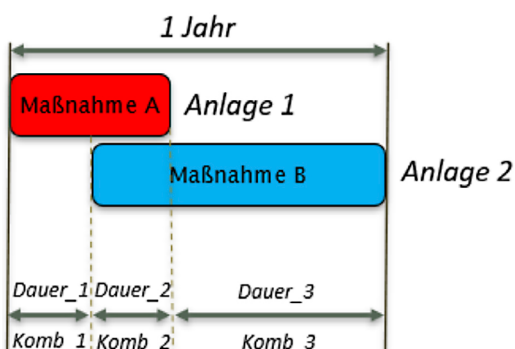 1 Jahr
Maßnahme A Anlage 1
Maßnahme B Anlage 2
Dauer_1 Dauer_2 Dauer_3
Komb_1 Komb_2 Komb_3